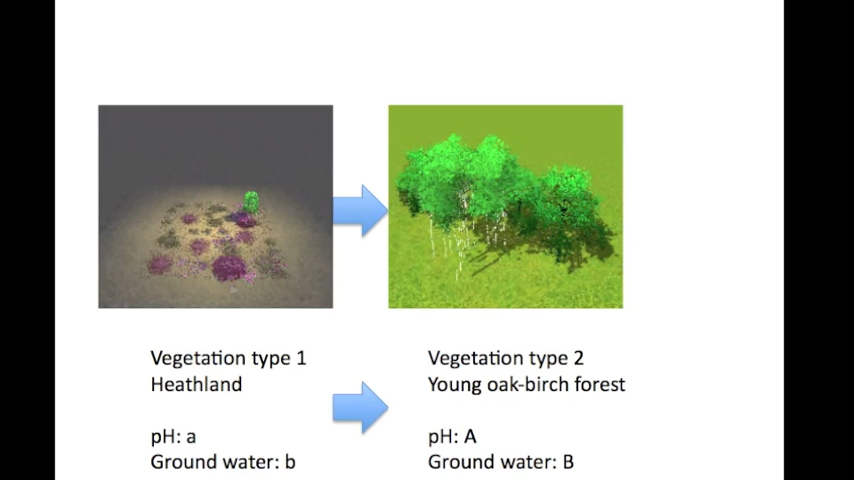 Vegetation type 1
Heathland
pH: a
Ground water: b
Vegetation type 2
Young oak-birch forest
pH: A
Ground water: B